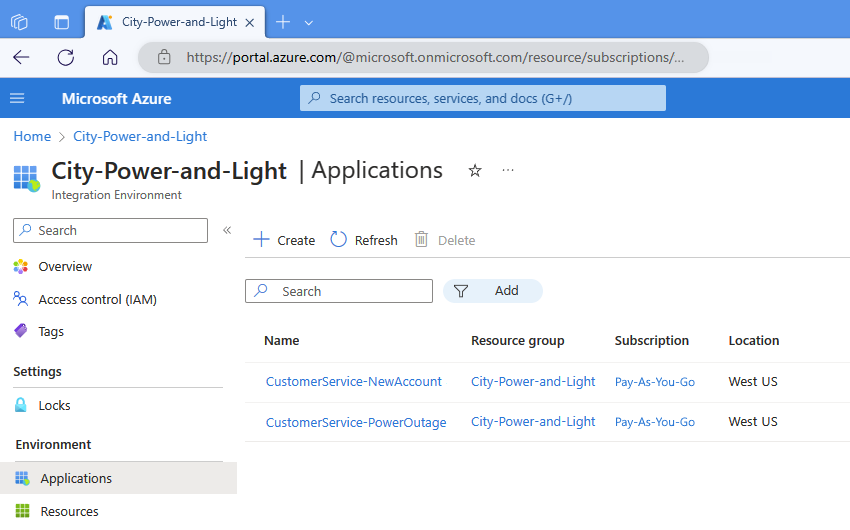 City-Power-and-Light
https://portal.azure.com/@microsoft.onmicrosoft.com/resource/subscriptions/...
Microsoft Azure
Search resources, services, and docs (G+/)
Home > City-Power-and-Light
City-Power-and-Light | Applications
Integration Environment
Search
Create Refresh Delete
Overview
Access control (IAM)
Tags
Settings
Locks
Environment
Applications
Resources
Search Add
Name Resource group Subscription Location
CustomerService-NewAccount City-Power-and-Light Pay-As-You-Go West US
CustomerService-PowerOutage City-Power-and-Light Pay-As-You-Go West US